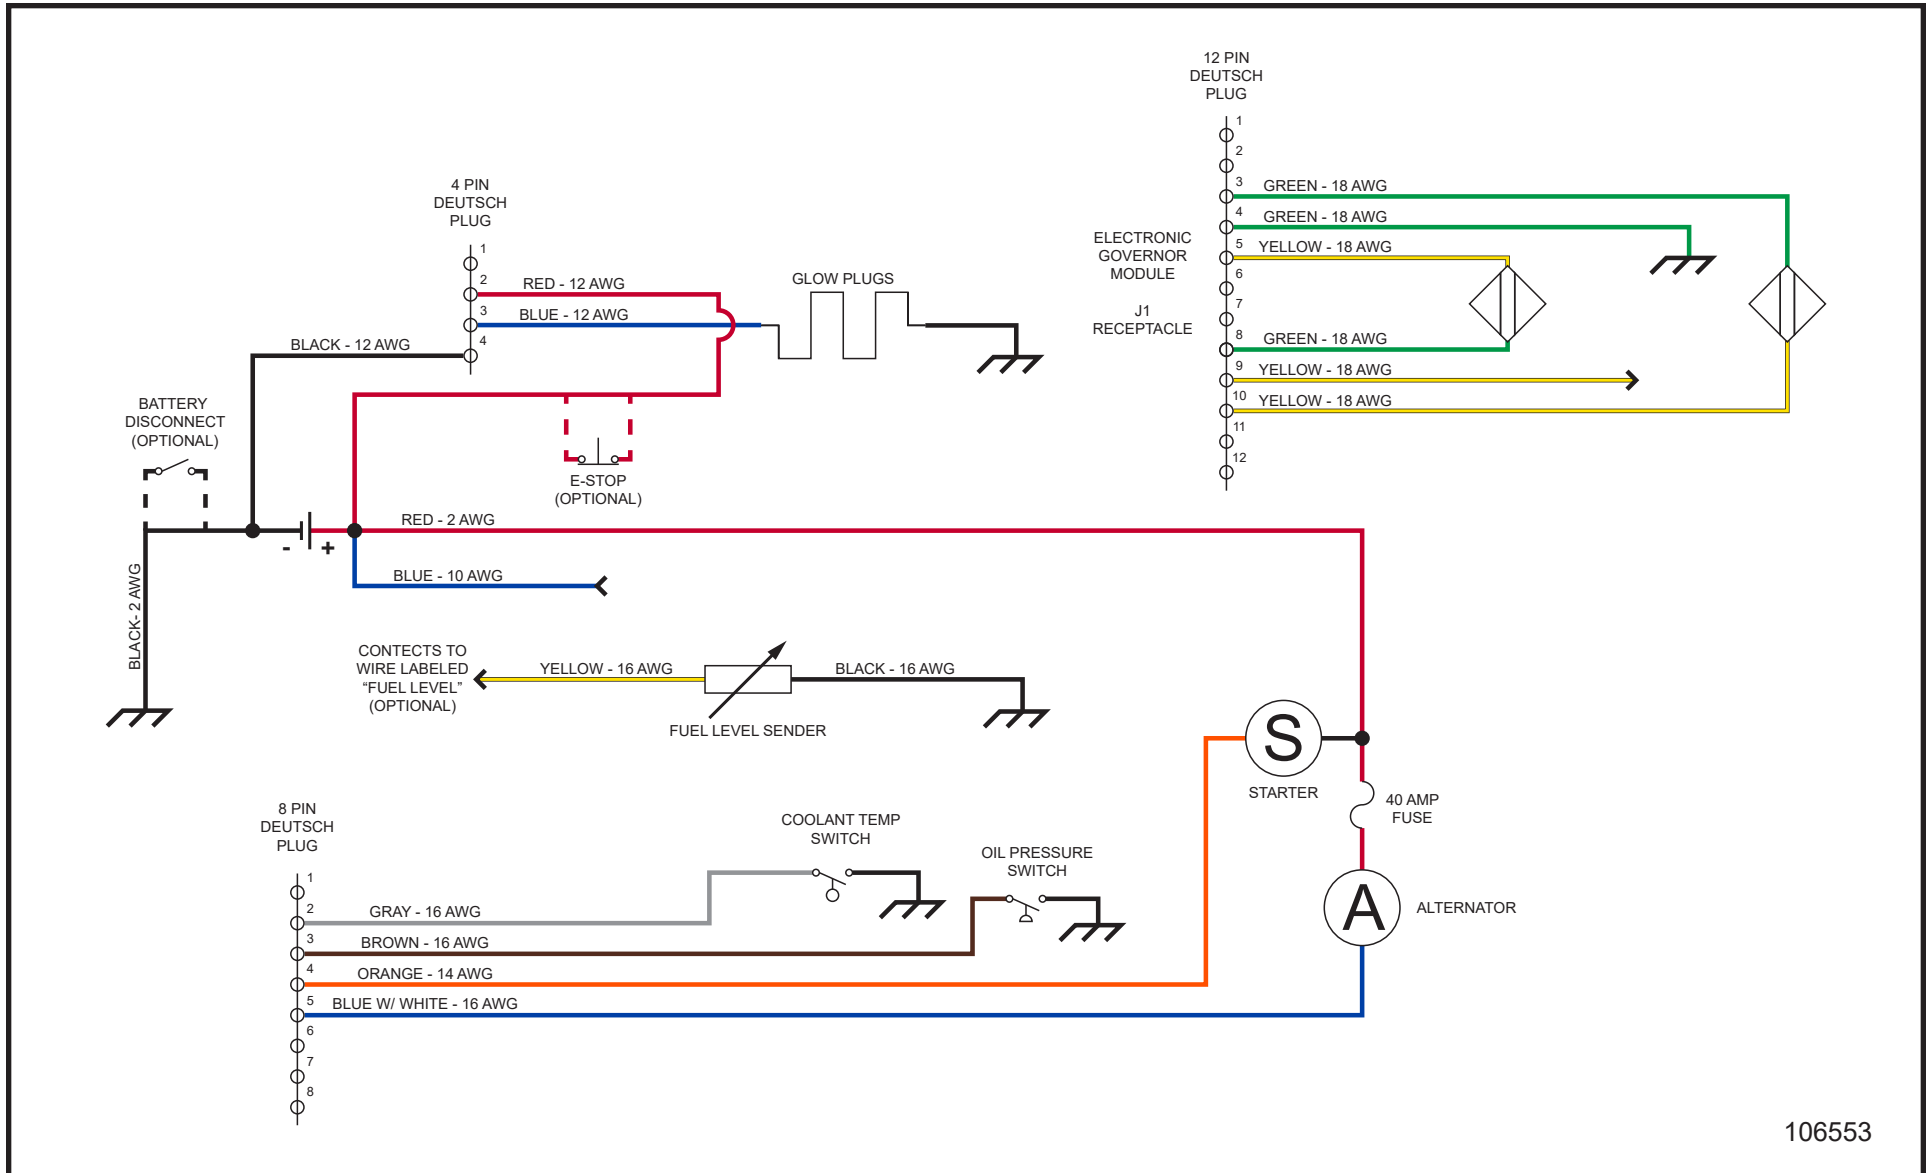 12 PIN
DEUTSCH
PLUG
1
2
3
GREEN - 18 AWG
4
GREEN - 18 AWG
5
YELLOW - 18 AWG
6
7
8
GREEN - 18 AWG
9
YELLOW - 18 AWG
10
YELLOW - 18 AWG
11
12
ELECTRONIC
GOVERNOR
MODULE
J1
RECEPTACLE
4 PIN
DEUTSCH
PLUG
1
2
RED - 12 AWG
3
BLUE - 12 AWG
4
BLACK - 12 AWG
GLOW PLUGS
BATTERY
DISCONNECT
(OPTIONAL)
E-STOP
(OPTIONAL)
RED - 2 AWG
- +
BLUE - 10 AWG
BLACK- 2 AWG
CONTECTS TO
WIRE LABELED
“FUEL LEVEL”
(OPTIONAL)
YELLOW - 16 AWG
BLACK - 16 AWG
FUEL LEVEL SENDER
S
STARTER
40 AMP
FUSE
A
ALTERNATOR
8 PIN
DEUTSCH
PLUG
COOLANT TEMP
SWITCH
OIL PRESSURE
SWITCH
1
2
GRAY - 16 AWG
3
BROWN - 16 AWG
4
ORANGE - 14 AWG
5
BLUE W/ WHITE - 16 AWG
6
7
8
106553